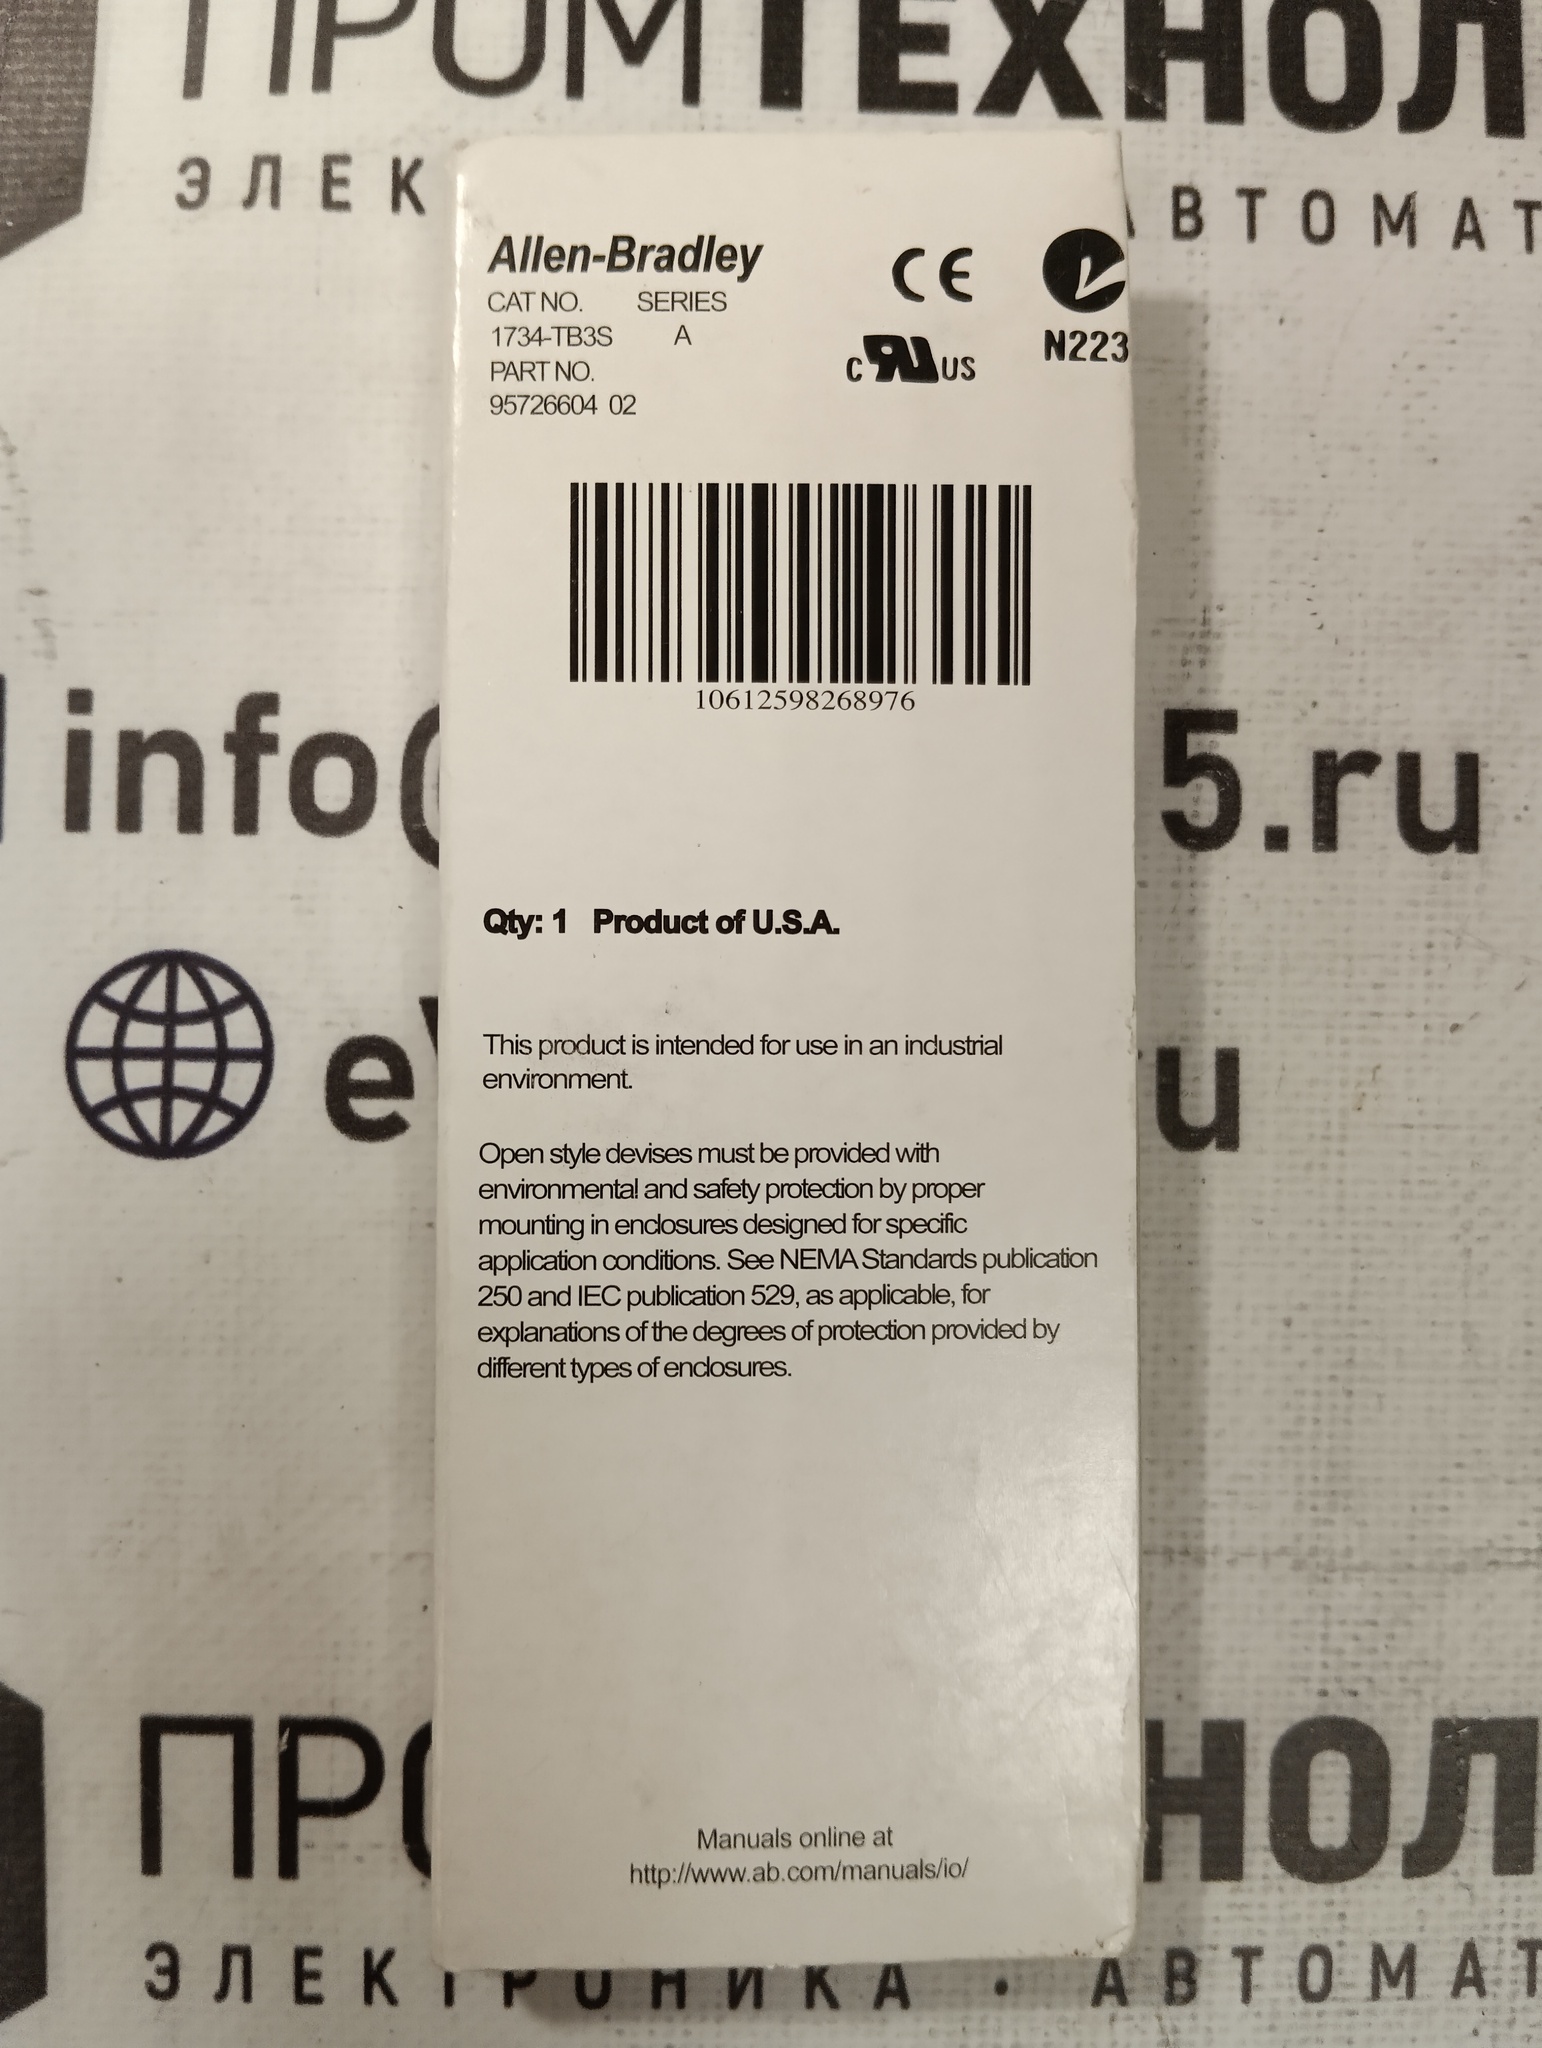 ПРОМТЕХНОЛ
ЭЛЕК АВТОМАТ
Allen-Bradley
CE
CAT NO. SERIES
1734-TB3S A
N223
c RU US
PART NO.
95726604 02
10612598268976
info@ 5.ru
Qty: 1 Product of U.S.A.
This product is intended for use in an industrial
environment.
e u
Open style devises must be provided with
environmental and safety protection by proper
mounting in enclosures designed for specific
application conditions. See NEMA Standards publication
250 and IEC publication 529, as applicable, for
explanations of the degrees of protection provided by
different types of enclosures.
ПРО НОЛ
Manuals online at
http://www.ab.com/manuals/io/
ЭЛЕКТРОНИКА • АВТОМАТ